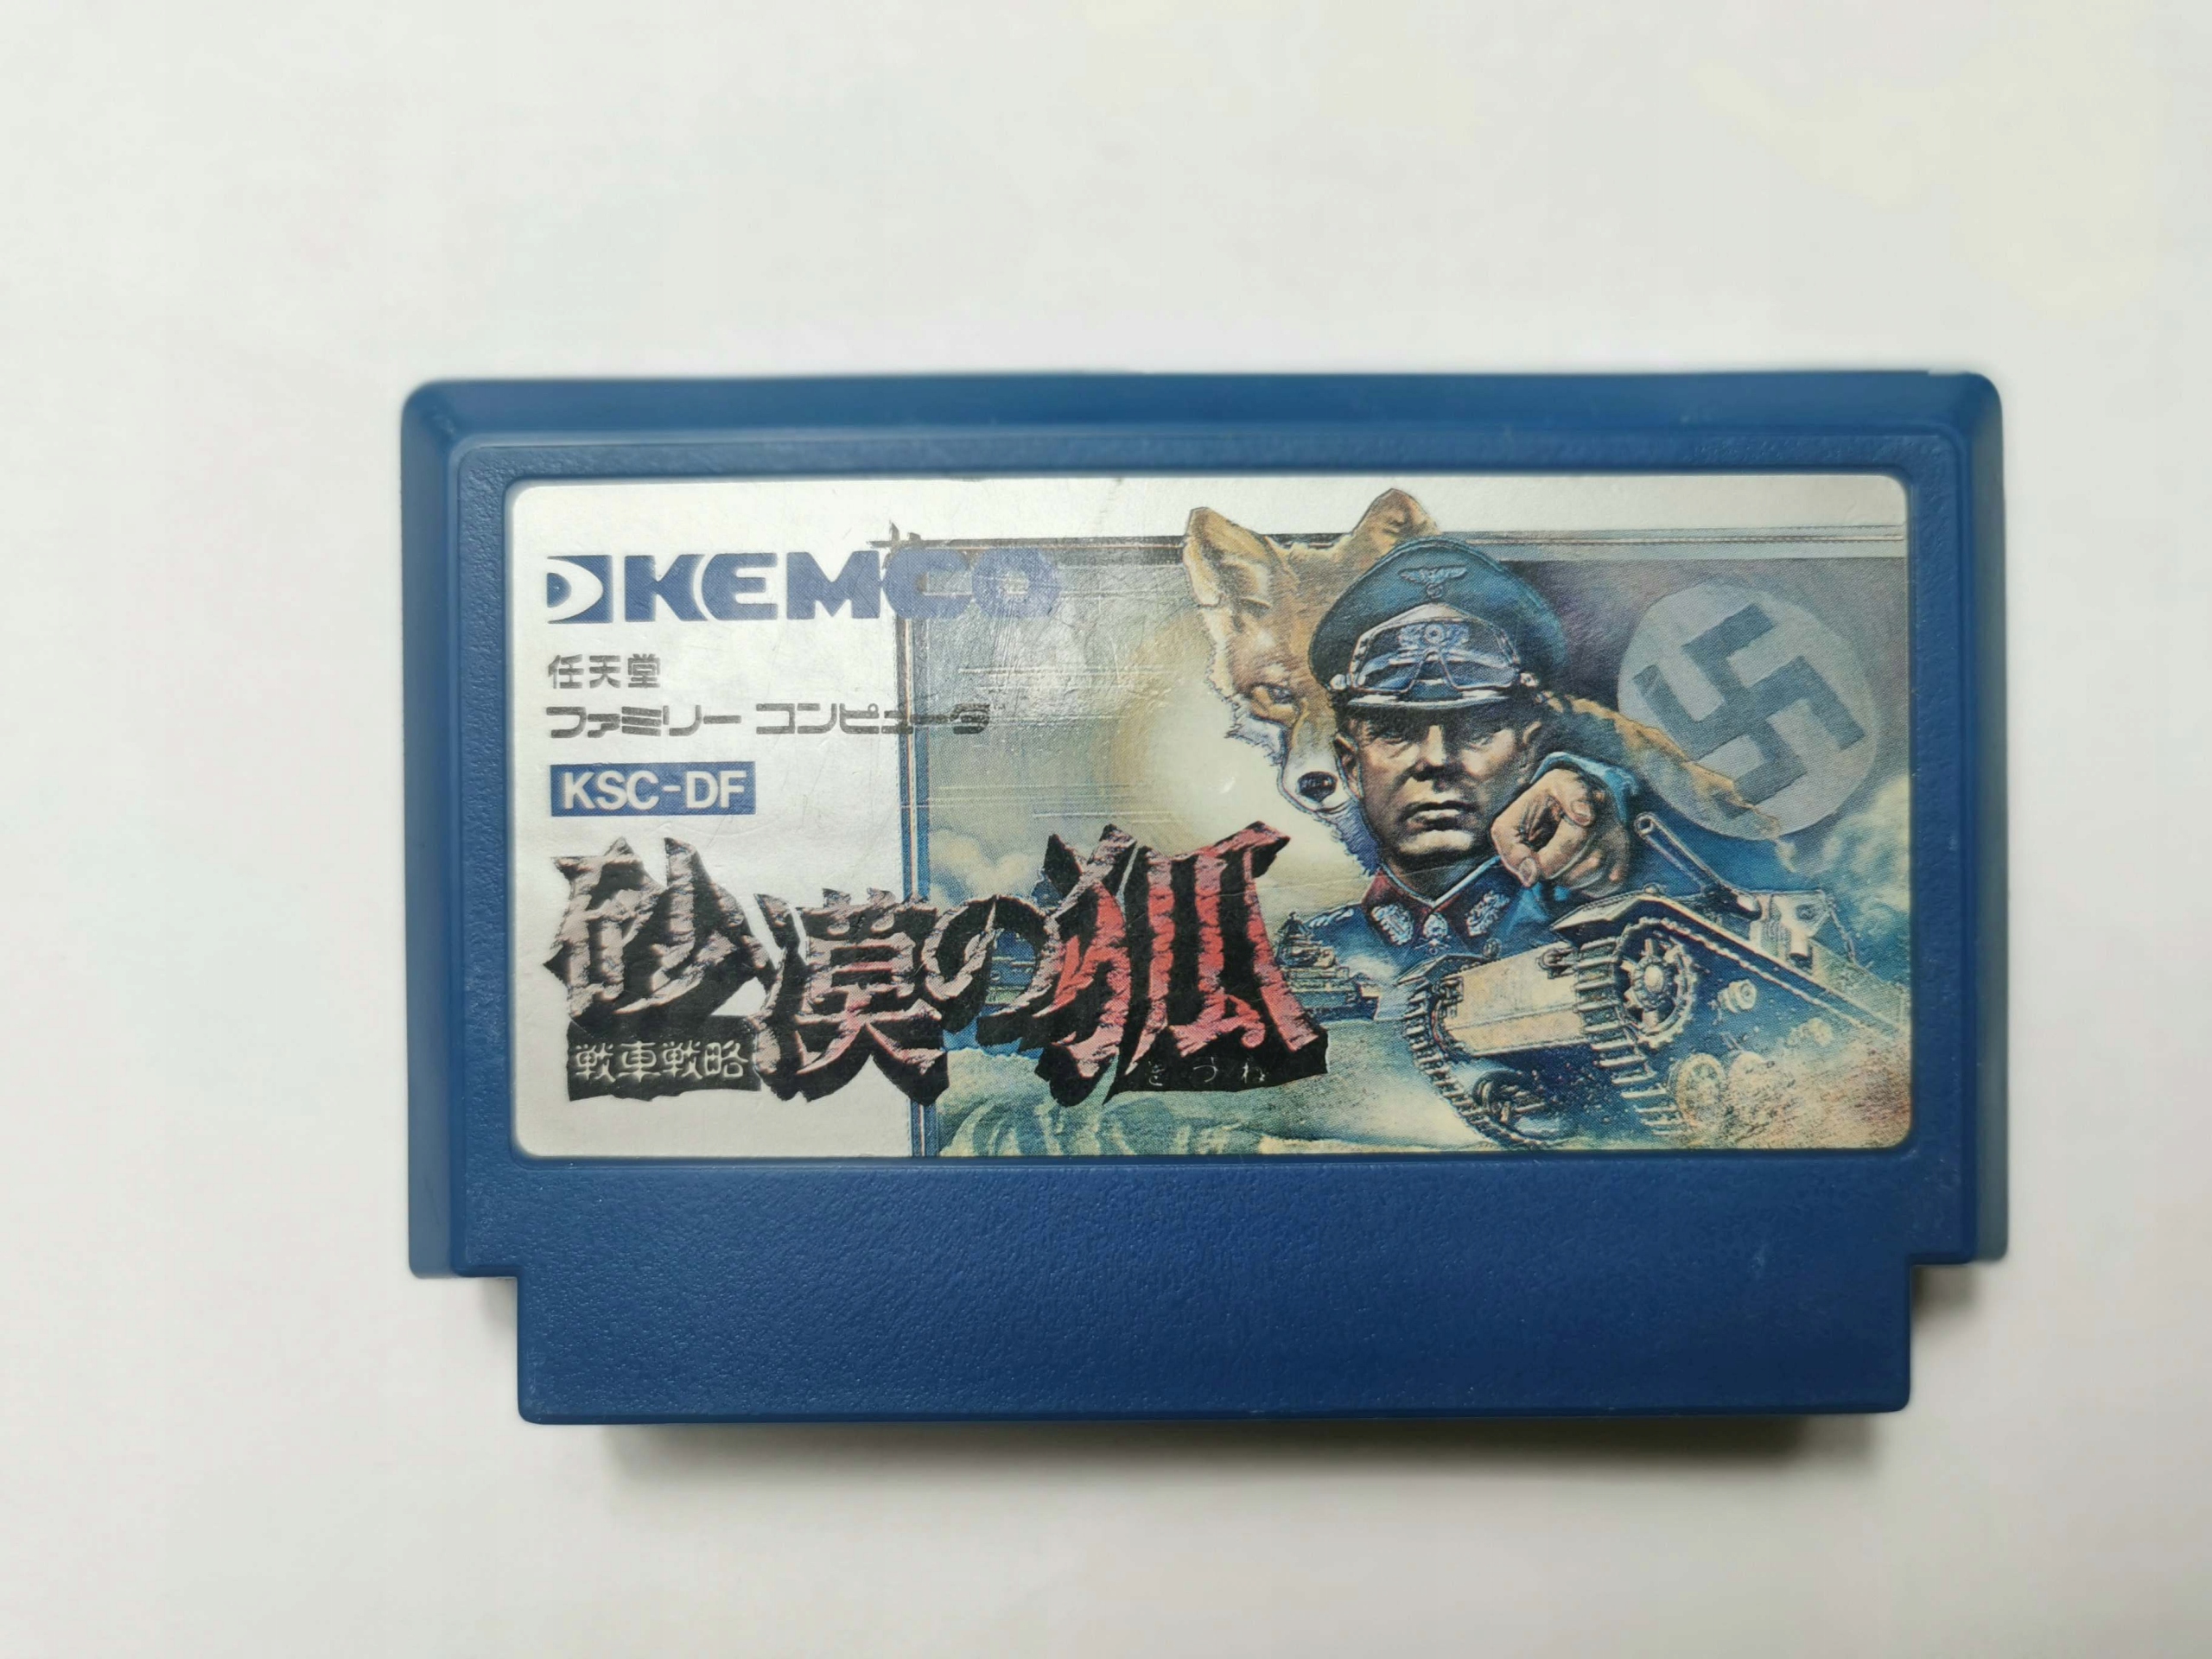 KEMCO
任天堂
ファミリー コンピュータ
KSC-DF
砂漠の狐
戦車戦略
きつね